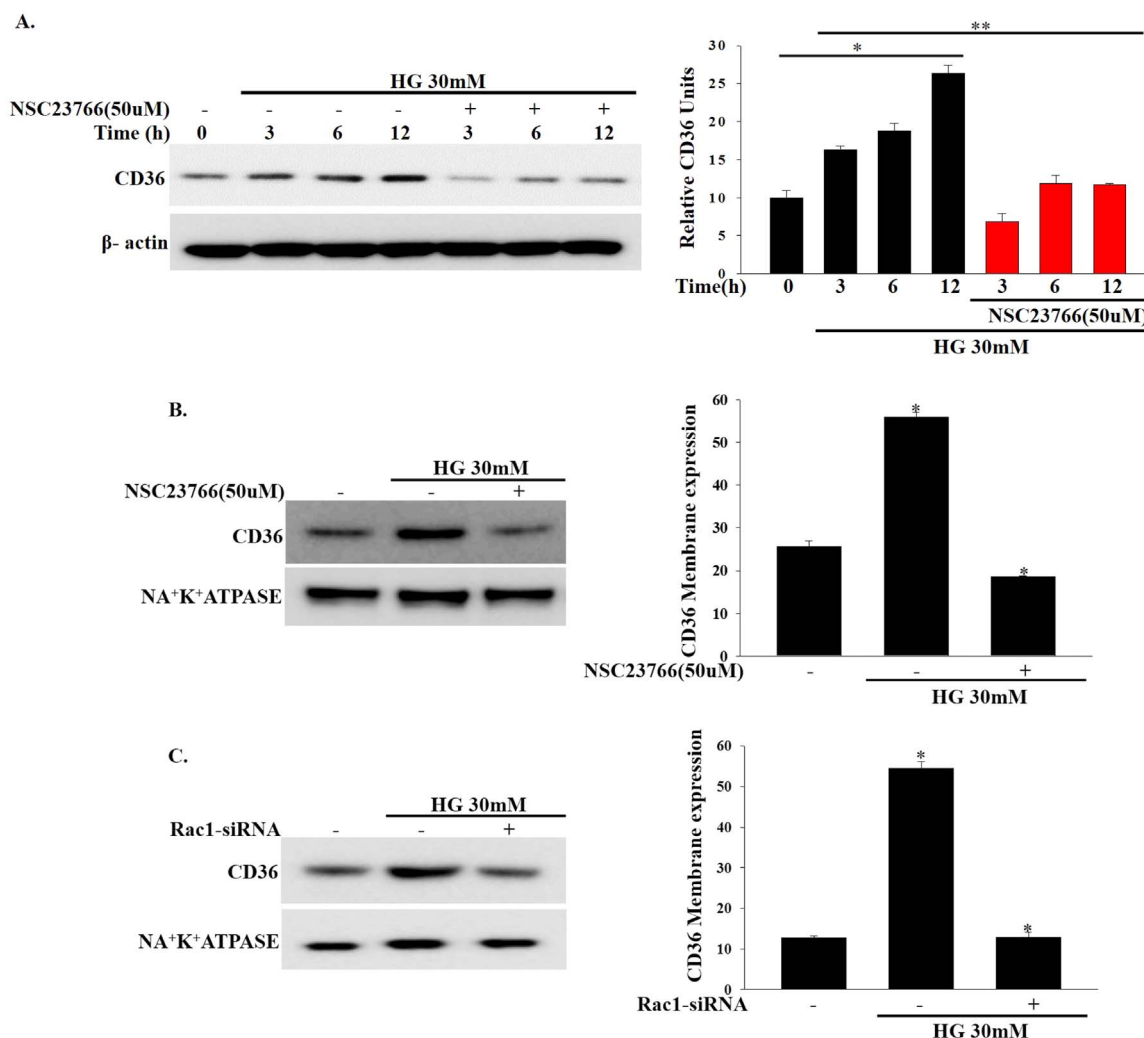 A.
HG 30mM
NSC23766(50uM) - - - - + + +
Time (h) 0 3 6 12 3 6 12
CD36
β- actin
**
*
Relative CD36 Units
30
25
20
15
10
5
0
Time(h) 0 3 6 12 3 6 12
NSC23766(50uM)
HG 30mM
B.
HG 30mM
NSC23766(50uM) - - +
CD36
NA⁺K⁺ATPASE
CD36 Membrane expression
60
50
40
30
20
10
0
*
*
NSC23766(50uM) - - +
HG 30mM
C.
HG 30mM
Rac1-siRNA - - +
CD36
NA⁺K⁺ATPASE
CD36 Membrane expression
60
50
40
30
20
10
0
*
*
Rac1-siRNA - - +
HG 30mM